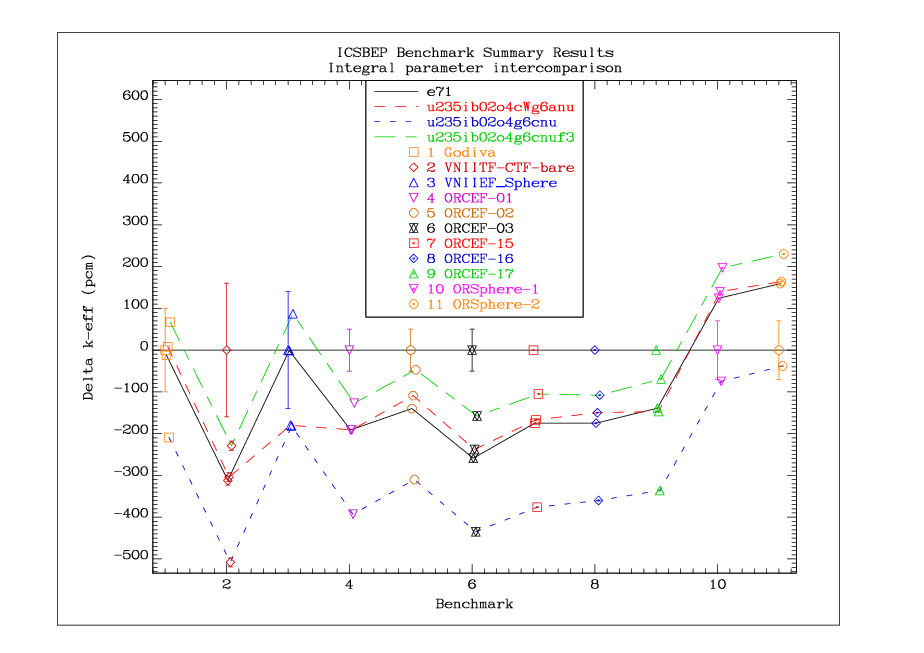 ICSBEP Benchmark Summary Results
Integral parameter intercomparison
e71
u235ib02o4cWg6anu
u235ib02o4g6cnu
u235ib02o4g6cnuf3
1 Godiva
2 VNIITF-CTF-bare
3 VNIIEF_Sphere
4 ORCEF-01
5 ORCEF-02
6 ORCEF-03
7 ORCEF-15
8 ORCEF-16
9 ORCEF-17
10 ORSphere-1
11 ORSphere-2
600
500
400
300
200
100
0
-100
-200
-300
-400
-500
Delta k-eff (pcm)
2 4 6 8 10
Benchmark